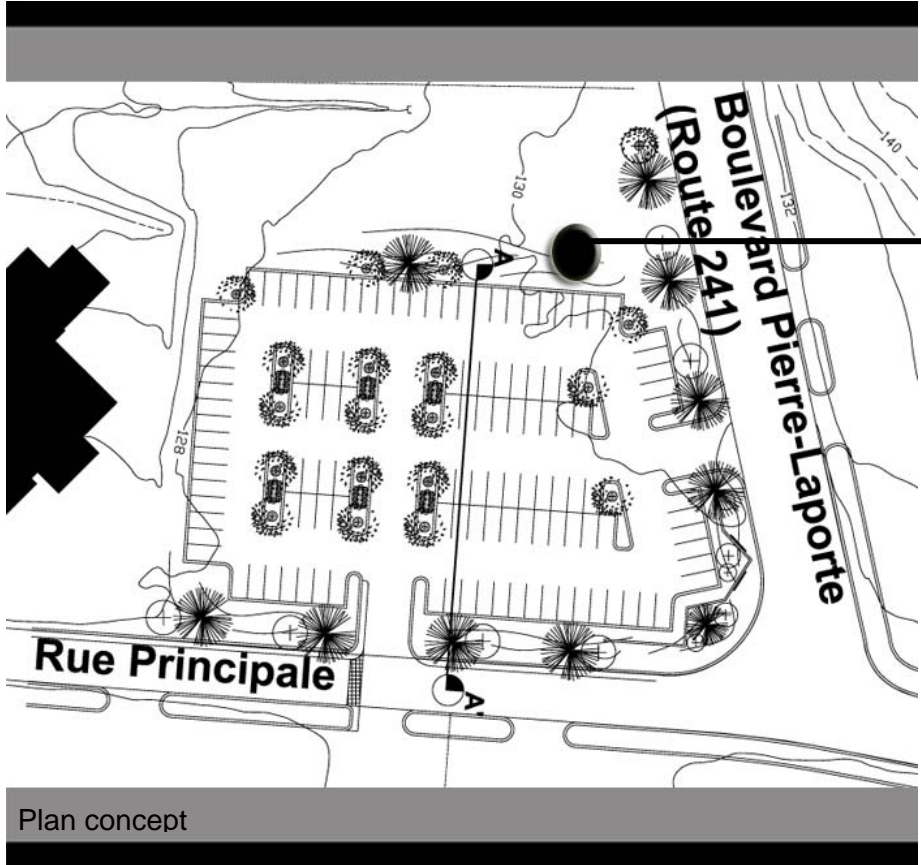 Boulevard Pierre-Laporte
(Route 241)
140
132
130
A
128
Rue Principale
A'
Plan concept